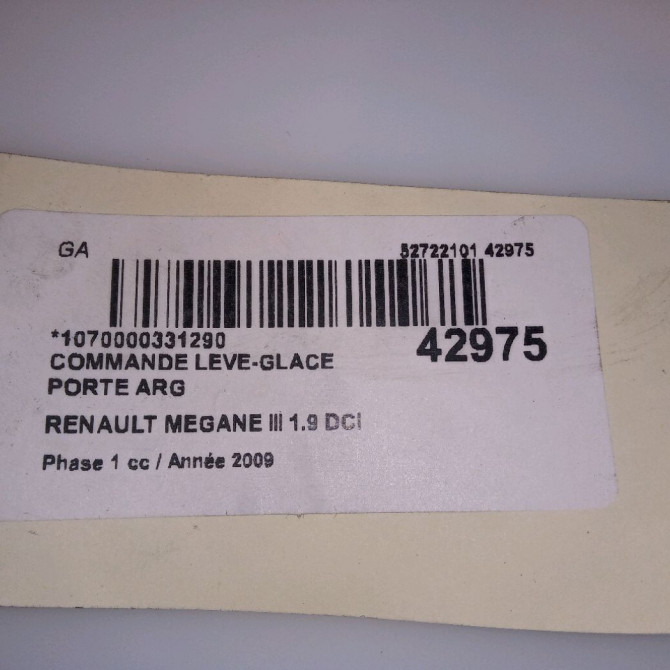 GA 52722101 42975
*1070000331290 42975
COMMANDE LEVE-GLACE
PORTE ARG
RENAULT MEGANE III 1.9 DCI
Phase 1 cc / Année 2009